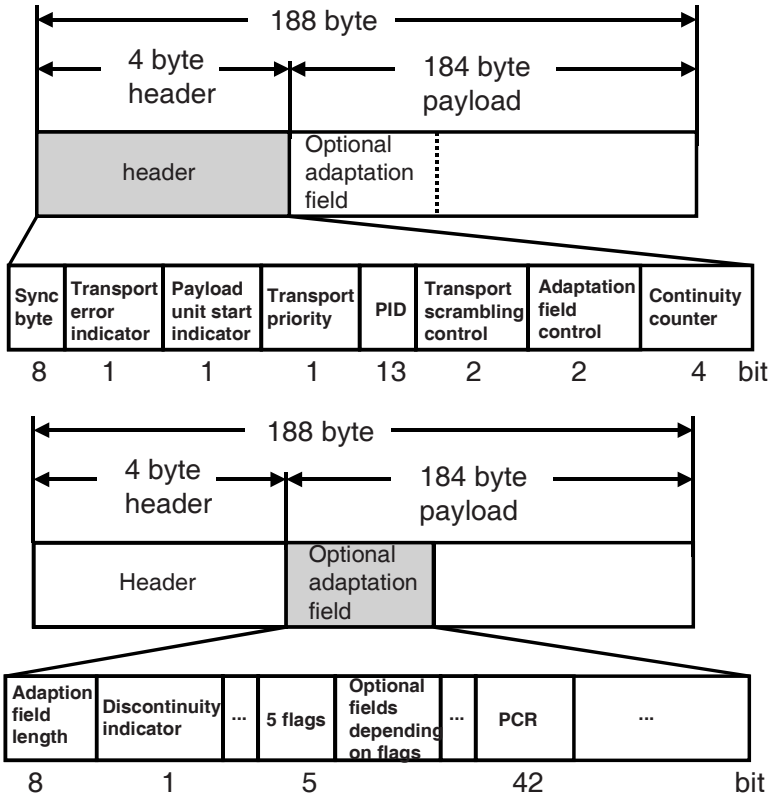 188 byte
4 byte
header
184 byte
payload
header
Optional
adaptation
field
Sync
byte
Transport
error
indicator
Payload
unit start
indicator
Transport
priority
PID
Transport
scrambling
control
Adaptation
field
control
Continuity
counter
8 1 1 1 13 2 2 4 bit
188 byte
4 byte
header
184 byte
payload
Header
Optional
adaptation
field
Adaption
field
length
Discontinuity
indicator
...
5 flags
Optional
fields
depending
on flags
...
PCR
...
8 1 5 42 bit